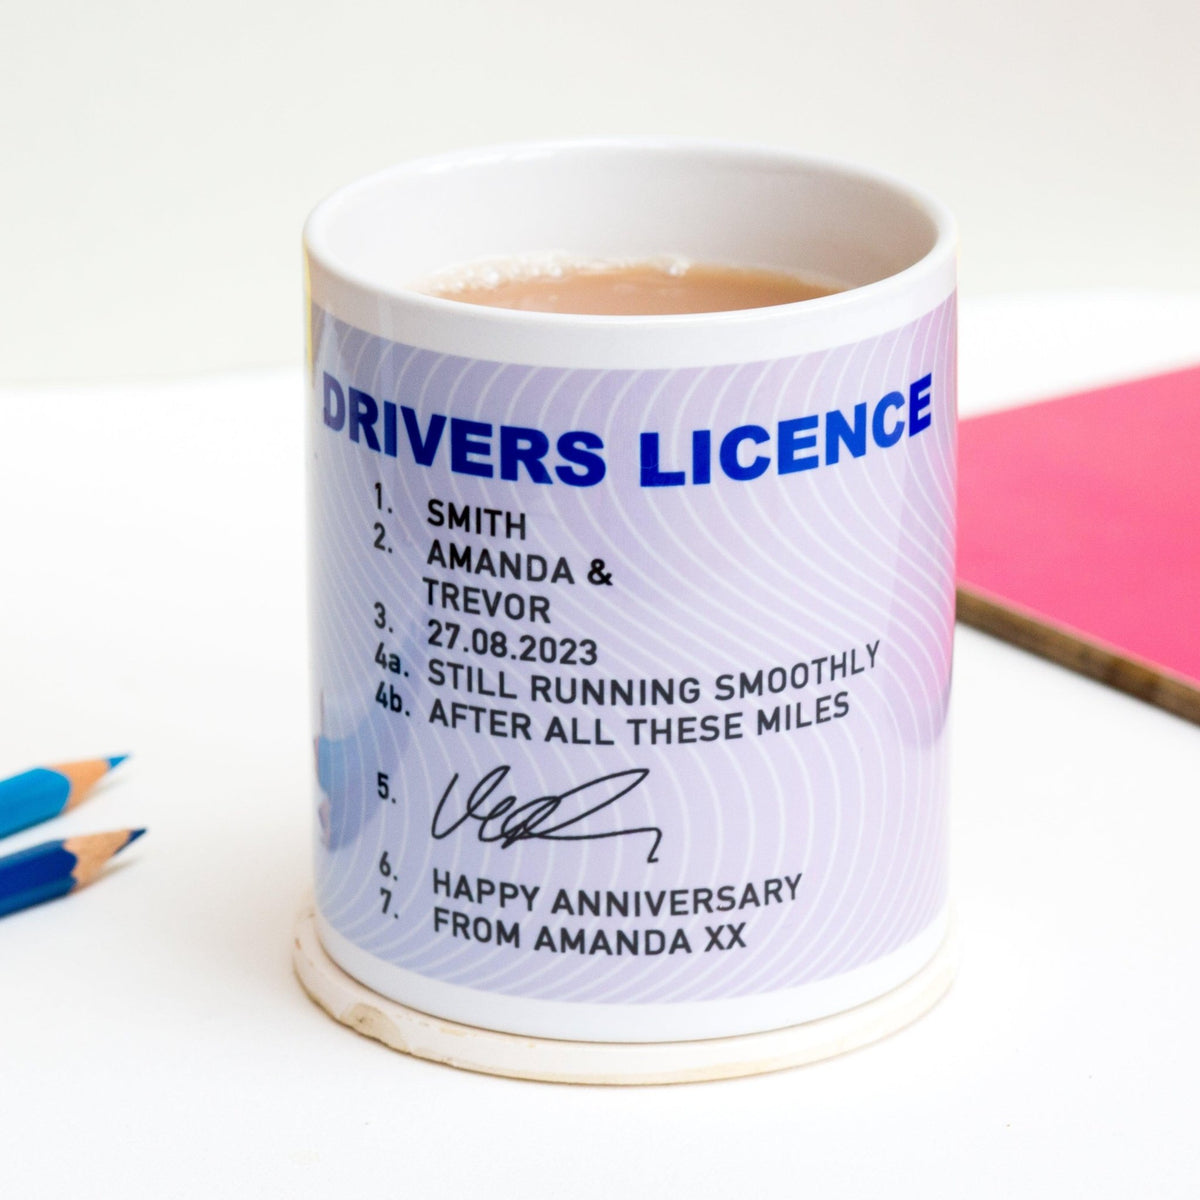 DRIVERS LICENCE
1. SMITH
2. AMANDA &
TREVOR
3. 27.08.2023
4a. STILL RUNNING SMOOTHLY
4b. AFTER ALL THESE MILES
5.
6. HAPPY ANNIVERSARY
7. FROM AMANDA XX